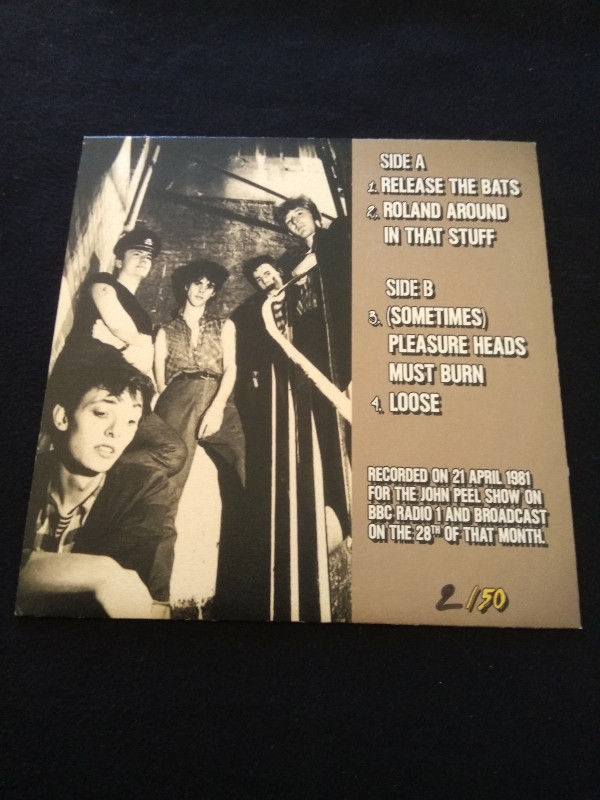 SIDE A
1. RELEASE THE BATS
2. ROLAND AROUND
IN THAT STUFF
SIDE B
3. (SOMETIMES)
PLEASURE HEADS
MUST BURN
4. LOOSE
RECORDED ON 21 APRIL 1981
FOR THE JOHN PEEL SHOW ON
BBC RADIO 1 AND BROADCAST
ON THE 28TH OF THAT MONTH.
2/50